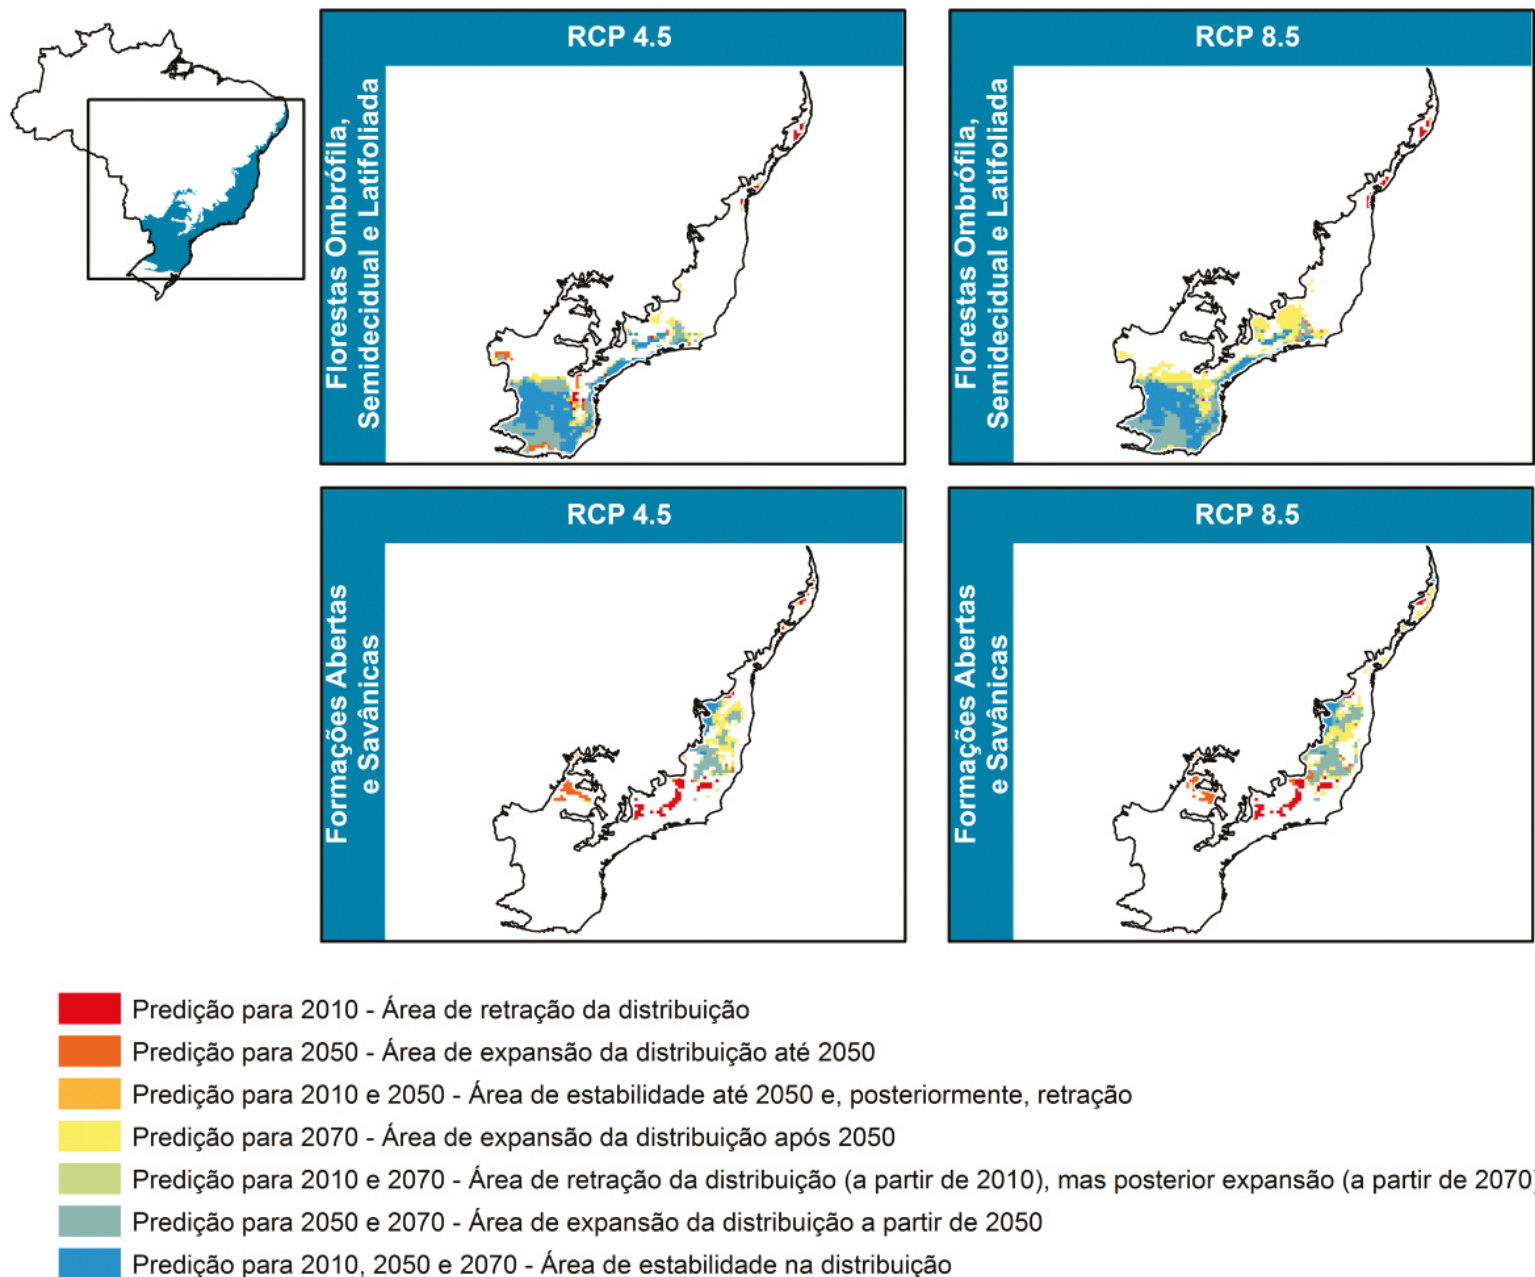 RCP 4.5
Florestas Ombrófila,
Semidecidual e Latifoliada
RCP 8.5
Florestas Ombrófila,
Semidecidual e Latifoliada
RCP 4.5
Formações Abertas
e Savânicas
RCP 8.5
Formações Abertas
e Savânicas
Predição para 2010 - Área de retração da distribuição
Predição para 2050 - Área de expansão da distribuição até 2050
Predição para 2010 e 2050 - Área de estabilidade até 2050 e, posteriormente, retração
Predição para 2070 - Área de expansão da distribuição após 2050
Predição para 2010 e 2070 - Área de retração da distribuição (a partir de 2010), mas posterior expansão (a partir de 2070)
Predição para 2050 e 2070 - Área de expansão da distribuição a partir de 2050
Predição para 2010, 2050 e 2070 - Área de estabilidade na distribuição